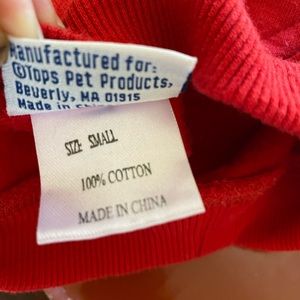 Manufactured for:
©Tops Pet Products,
Beverly, MA 01915
Made in
SIZE: SMALL
100% COTTON
MADE IN CHINA